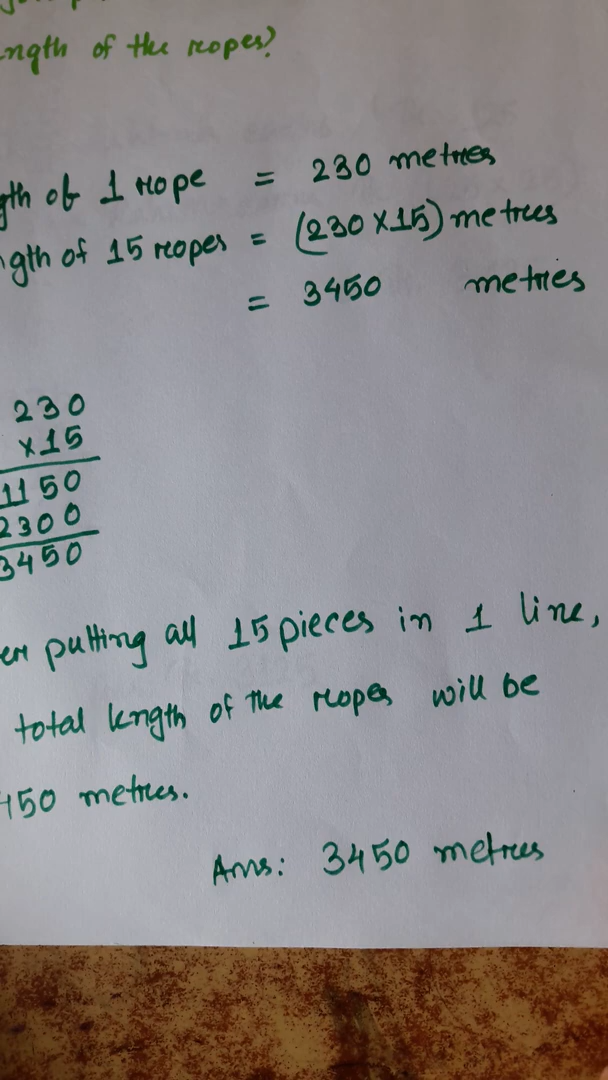 ngth of the ropes?
gth of 1 rope = 230 metres
ngth of 15 ropes = (230 x 15) metres
= 3450 metres
230
x15
1150
2300
3450
er putting all 15 pieces in 1 line,
total length of the ropes will be
450 metres.
Ans: 3450 metres